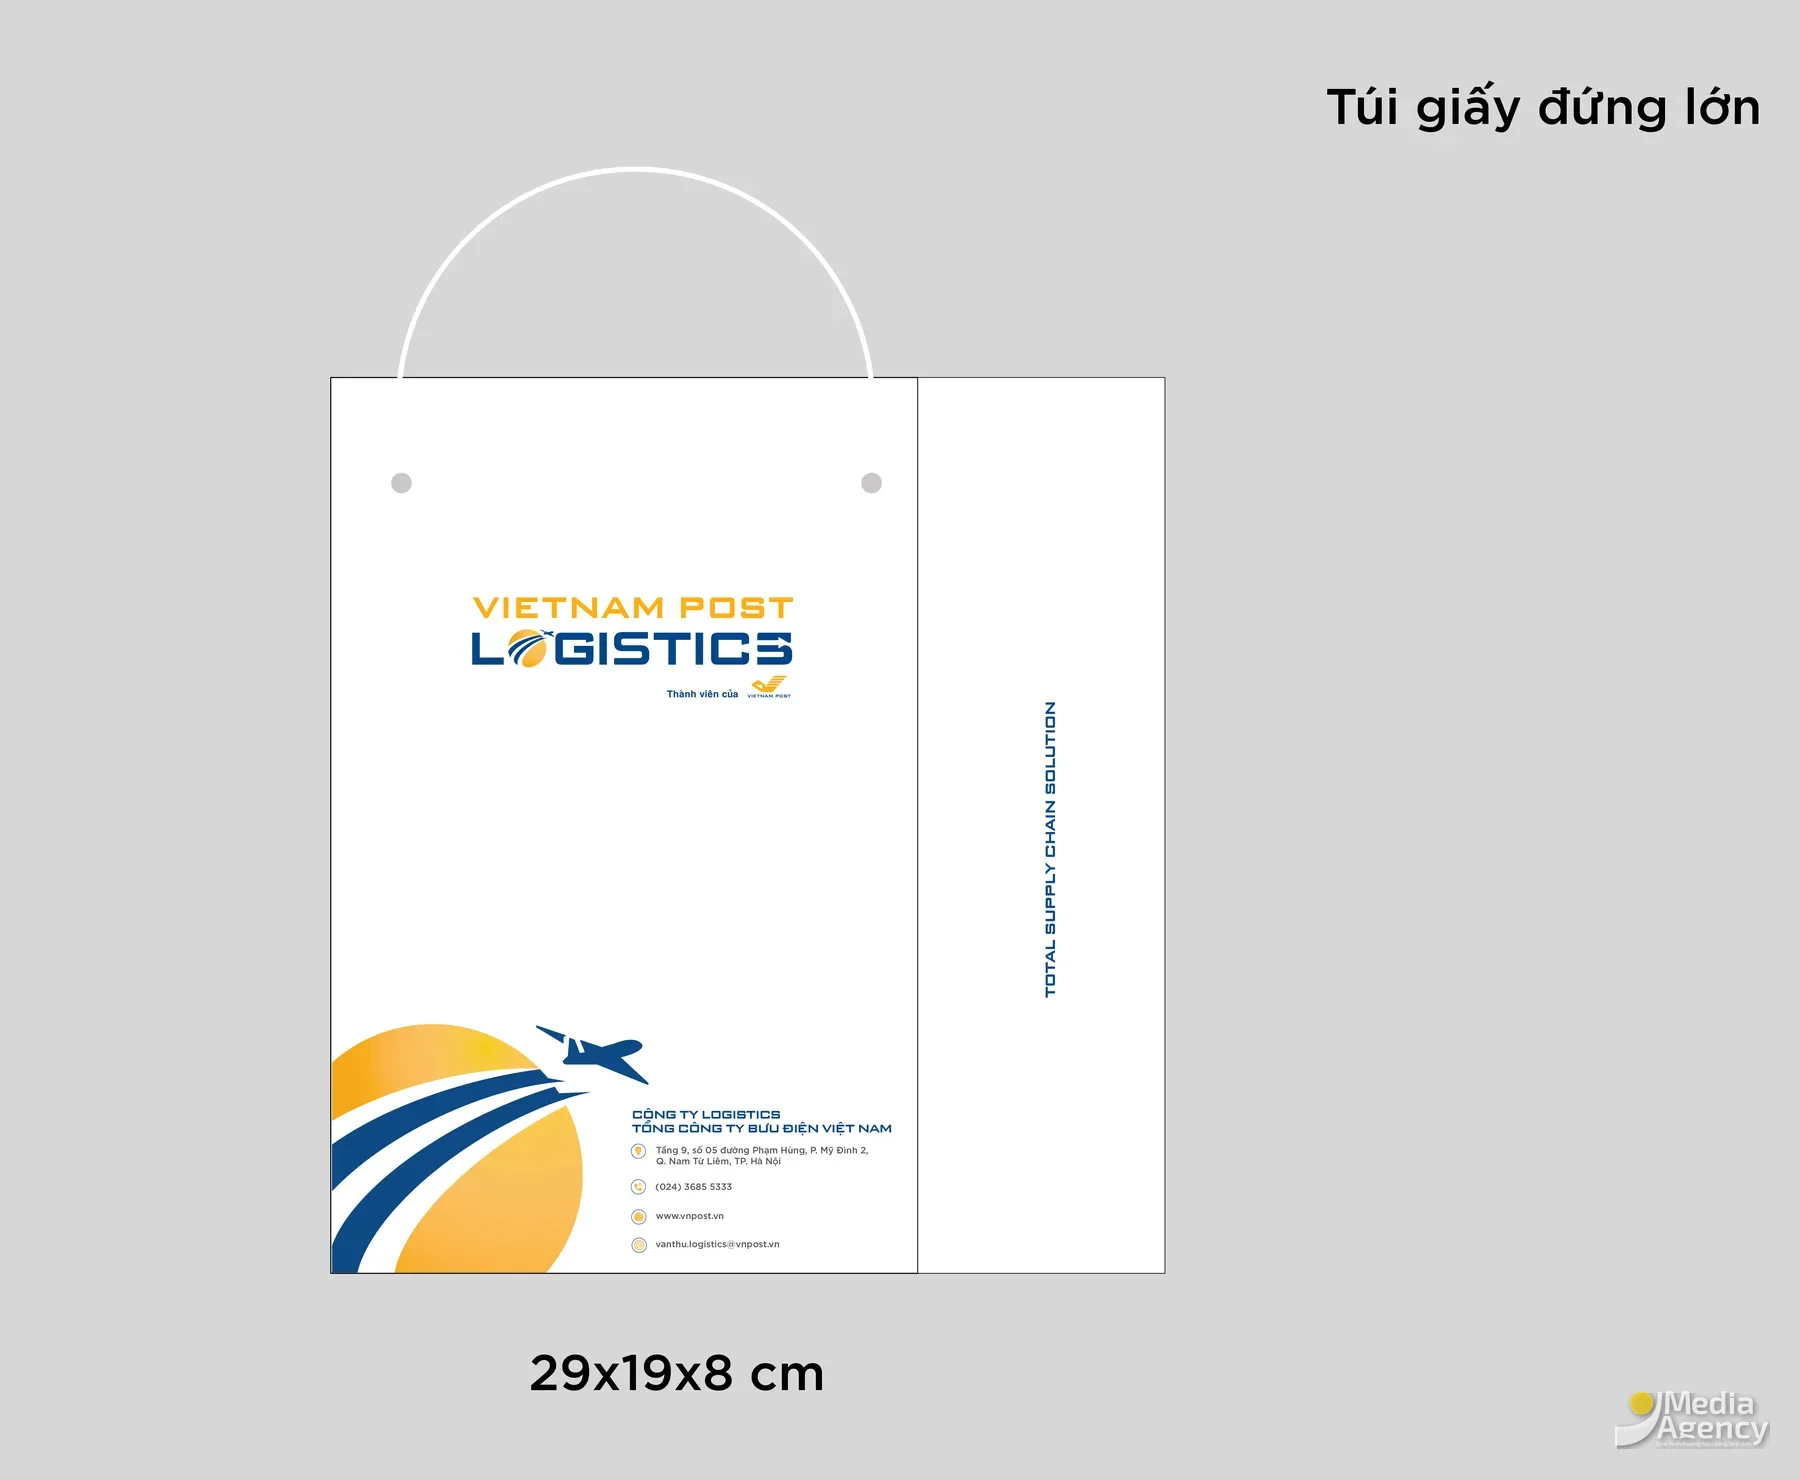 Túi giấy đứng lớn
VIETNAM POST
LOGISTICS
Thành viên của
VIETNAM POST
TOTAL SUPPLY CHAIN SOLUTION
CÔNG TY LOGISTICS
TỔNG CÔNG TY BƯU ĐIỆN VIỆT NAM
Tầng 9, số 05 đường Phạm Hùng, P. Mỹ Đình 2,
Q. Nam Từ Liêm, TP. Hà Nội
(024) 3685 5333
www.vnpost.vn
vanthu.logistics@vnpost.vn
29x19x8 cm
Media
Agency